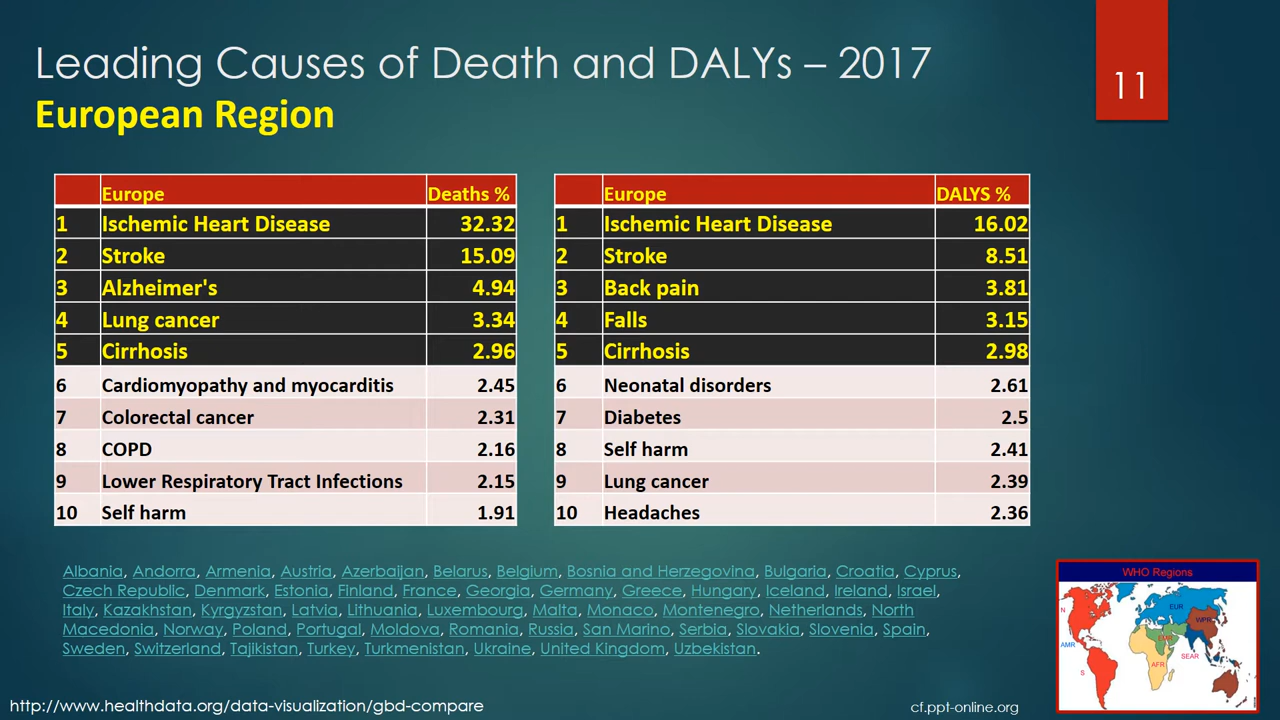 Leading Causes of Death and DALYs – 2017
European Region
11
Europe Deaths %
1 Ischemic Heart Disease 32.32
2 Stroke 15.09
3 Alzheimer's 4.94
4 Lung cancer 3.34
5 Cirrhosis 2.96
6 Cardiomyopathy and myocarditis 2.45
7 Colorectal cancer 2.31
8 COPD 2.16
9 Lower Respiratory Tract Infections 2.15
10 Self harm 1.91
Europe DALYS %
1 Ischemic Heart Disease 16.02
2 Stroke 8.51
3 Back pain 3.81
4 Falls 3.15
5 Cirrhosis 2.98
6 Neonatal disorders 2.61
7 Diabetes 2.5
8 Self harm 2.41
9 Lung cancer 2.39
10 Headaches 2.36
Albania, Andorra, Armenia, Austria, Azerbaijan, Belarus, Belgium, Bosnia and Herzegovina, Bulgaria, Croatia, Cyprus,
Czech Republic, Denmark, Estonia, Finland, France, Georgia, Germany, Greece, Hungary, Iceland, Ireland, Israel,
Italy, Kazakhstan, Kyrgyzstan, Latvia, Lithuania, Luxembourg, Malta, Monaco, Montenegro, Netherlands, North
Macedonia, Norway, Poland, Portugal, Moldova, Romania, Russia, San Marino, Serbia, Slovakia, Slovenia, Spain,
Sweden, Switzerland, Tajikistan, Turkey, Turkmenistan, Ukraine, United Kingdom, Uzbekistan.
WHO Regions
N
EUR
WPR
EMR
AMR
SEAR
AFR
S
http://www.healthdata.org/data-visualization/gbd-compare
cf.ppt-online.org